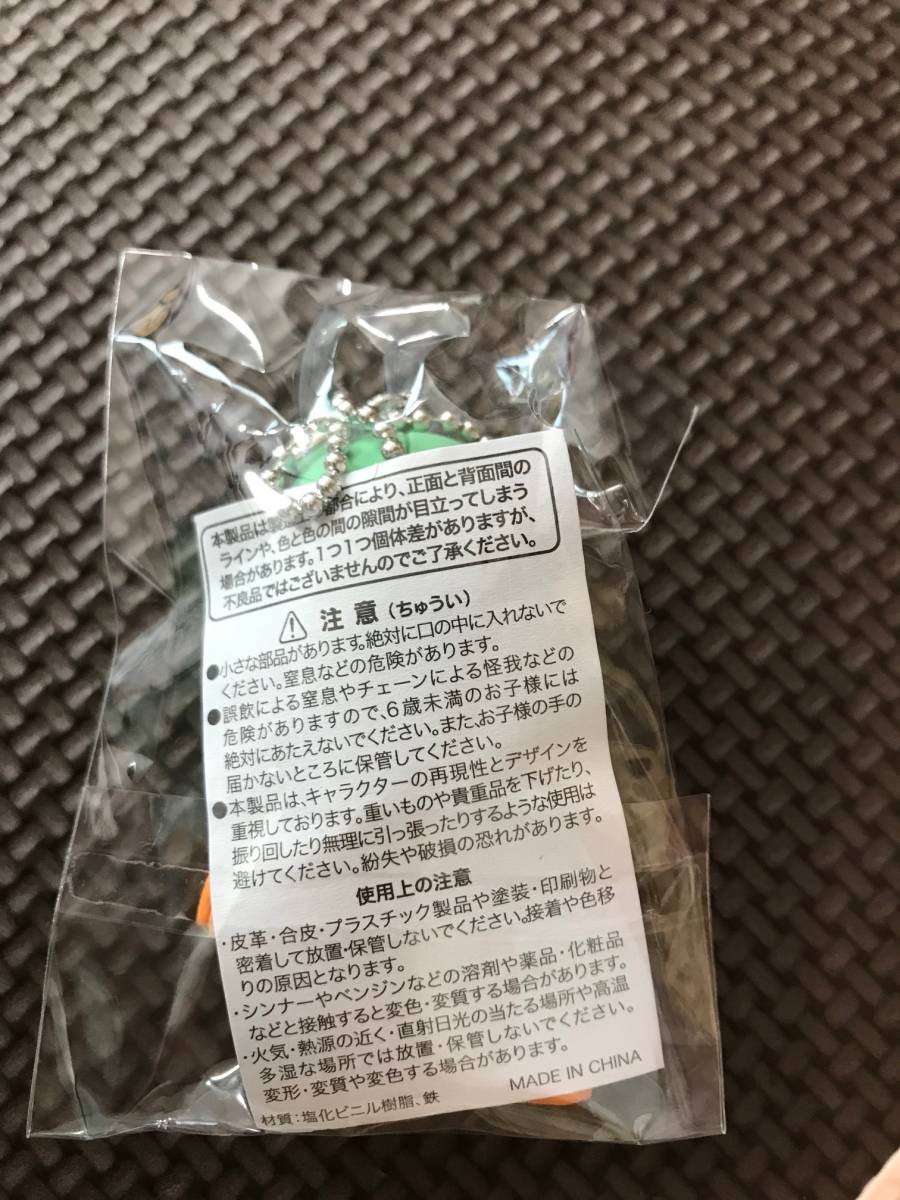 本製品は製造上の都合により、正面と背面間の
ラインや、色と色の間の隙間が目立ってしまう
場合があります。1つ1つ個体差がありますが、
不良品ではございませんのでご了承ください。
注意(ちゅうい)
●小さな部品があります。絶対に口の中に入れないで
ください。窒息などの危険があります。
●誤飲による窒息やチェーンによる怪我などの
危険がありますので、6歳未満のお子様には
絶対にあたえないでください。また、お子様の手の
届かないところに保管してください。
●本製品は、キャラクターの再現性とデザインを
重視しております。重いものや貴重品を下げたり、
振り回したり無理に引っ張ったりするような使用は
避けてください。紛失や破損の恐れがあります。
使用上の注意
・皮革・合皮・プラスチック製品や塗装・印刷物と
密着して放置・保管しないでください。接着や色移
りの原因となります。
・シンナーやベンジンなどの溶剤や薬品・化粧品
などと接触すると変色・変質する場合があります。
・火気・熱源の近く・直射日光の当たる場所や高温
多湿な場所では放置・保管しないでください。
変形・変質や変色する場合があります。
MADE IN CHINA
材質:塩化ビニル樹脂、鉄